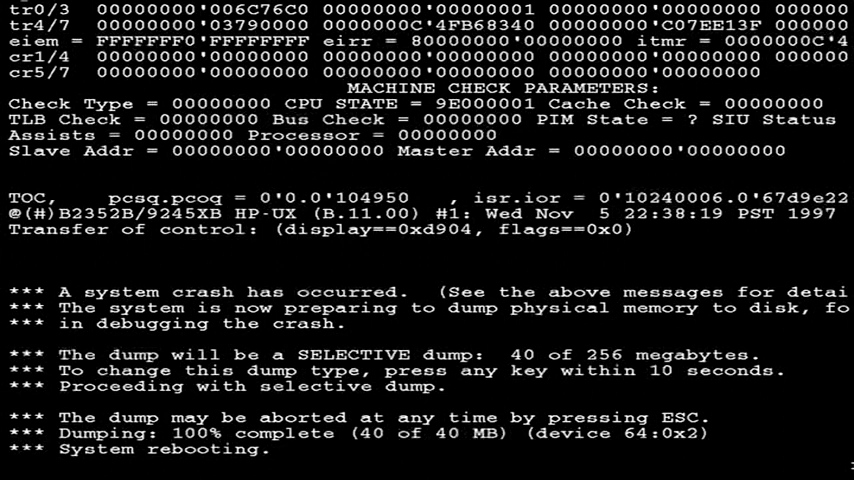 tr0/3 00000000'006C76C0 00000000'00000001 00000000'00000000 000000
tr4/7 00000000'03790000 0000000C'4FB68340 00000000'C07EE13F 000000
eiem = FFFFFFF0'FFFFFFFF eirr = 80000000'00000000 itmr = 0000000C'4
cr1/4 00000000'00000000 00000000'00000000 00000000'00000000 000000
cr5/7 00000000'00000000 00000000'00000000 00000000'00000000
MACHINE CHECK PARAMETERS:
Check Type = 00000000 CPU STATE = 9E000001 Cache Check = 00000000
TLB Check = 00000000 Bus Check = 00000000 PIM State = ? SIU Status
Assists = 00000000 Processor = 00000000
Slave Addr = 00000000'00000000 Master Addr = 00000000'00000000
TOC, pcsq.pcoq = 0'0.0'104950 , isr.ior = 0'10240006.0'67d9e22
@(#)B2352B/9245XB HP-UX (B.11.00) #1: Wed Nov 5 22:38:19 PST 1997
Transfer of control: (display==0xd904, flags==0x0)
*** A system crash has occurred. (See the above messages for detai
*** The system is now preparing to dump physical memory to disk, fo
*** in debugging the crash.
*** The dump will be a SELECTIVE dump: 40 of 256 megabytes.
*** To change this dump type, press any key within 10 seconds.
*** Proceeding with selective dump.
*** The dump may be aborted at any time by pressing ESC.
*** Dumping: 100% complete (40 of 40 MB) (device 64:0x2)
*** System rebooting.